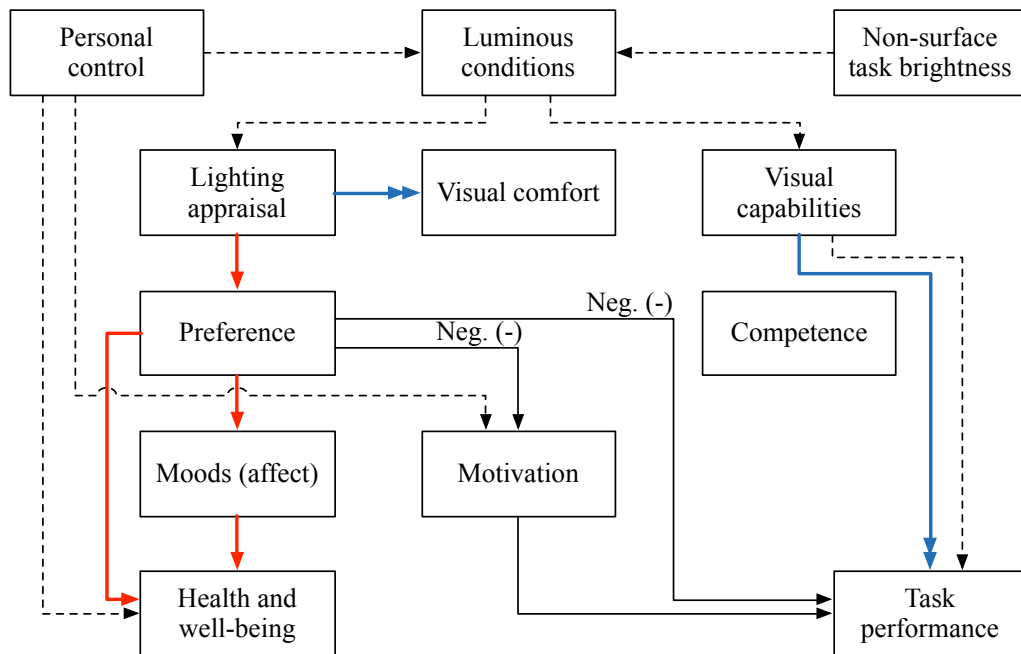 Personal
control
Luminous
conditions
Non-surface
task brightness
Lighting
appraisal
Visual comfort
Visual
capabilities
Neg. (-)
Preference
Neg. (-)
Competence
Moods (affect)
Motivation
Health and
well-being
Task
performance